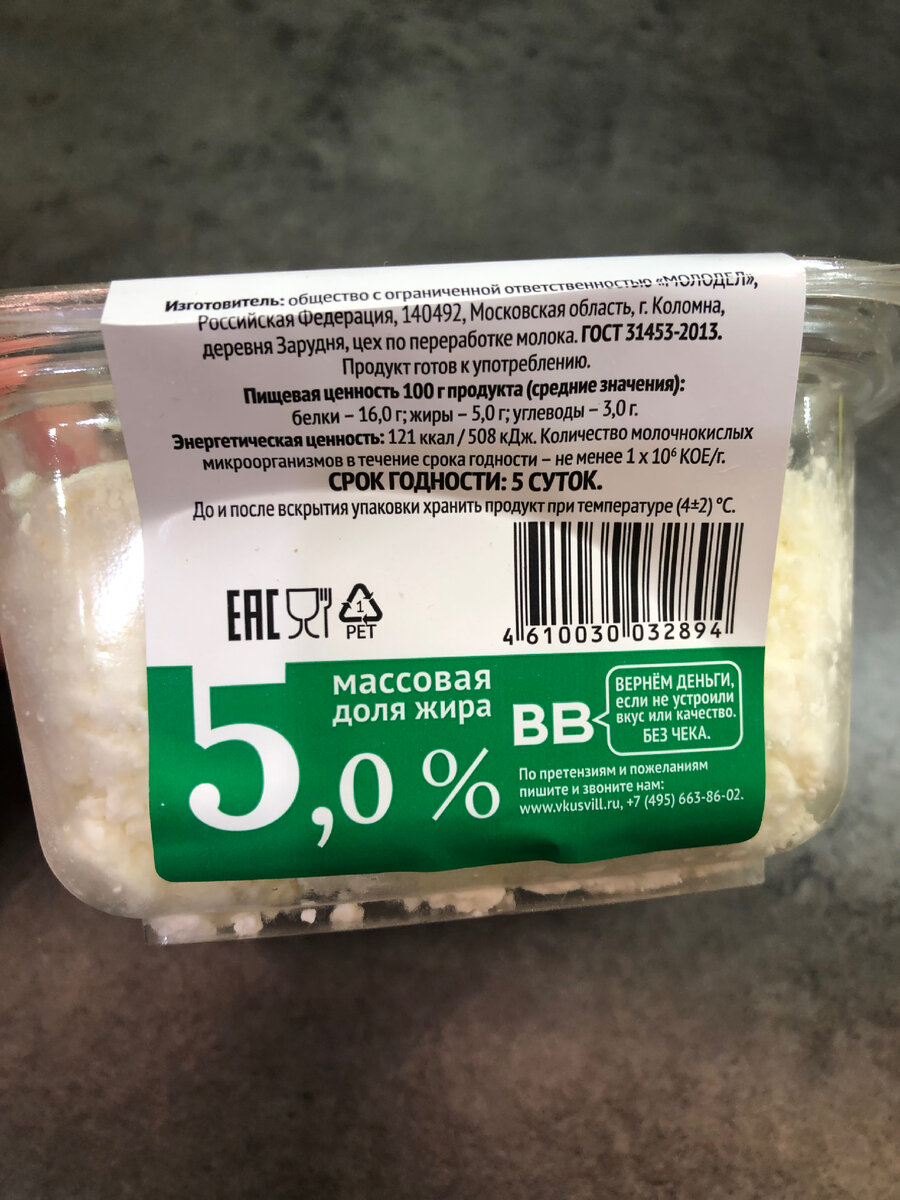 Изготовитель: общество с ограниченной ответственностью «МОЛОДЕЛ»,
Российская Федерация, 140492, Московская область, г. Коломна,
деревня Зарудня, цех по переработке молока. ГОСТ 31453-2013.
Продукт готов к употреблению.
Пищевая ценность 100 г продукта (средние значения):
белки – 16,0 г; жиры – 5,0 г; углеводы – 3,0 г.
Энергетическая ценность: 121 ккал / 508 кДж. Количество молочнокислых
микроорганизмов в течение срока годности – не менее 1 х 10⁶ КОЕ/г.
СРОК ГОДНОСТИ: 5 СУТОК.
До и после вскрытия упаковки хранить продукт при температуре (4±2) °С.
ЕАС
1
PET
4 610030 032894
5,0 %
массовая
доля жира
ВВ
ВЕРНЁМ ДЕНЬГИ,
если не устроили
вкус или качество.
БЕЗ ЧЕКА.
По претензиям и пожеланиям
пишите и звоните нам:
www.vkusvill.ru, +7 (495) 663-86-02.